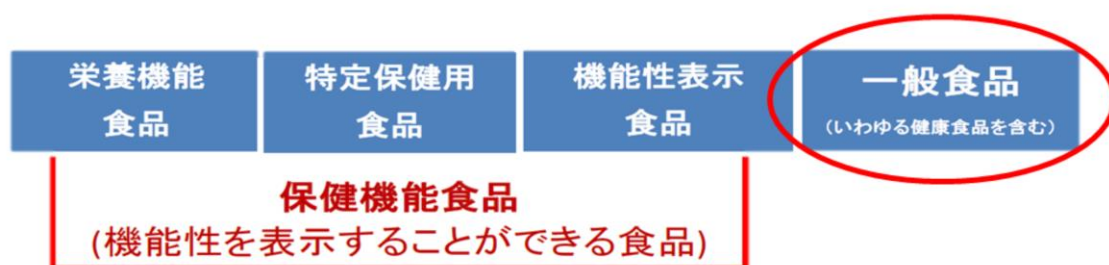 栄養機能
食品
特定保健用
食品
機能性表示
食品
一般食品
(いわゆる健康食品を含む)
保健機能食品
(機能性を表示することができる食品)